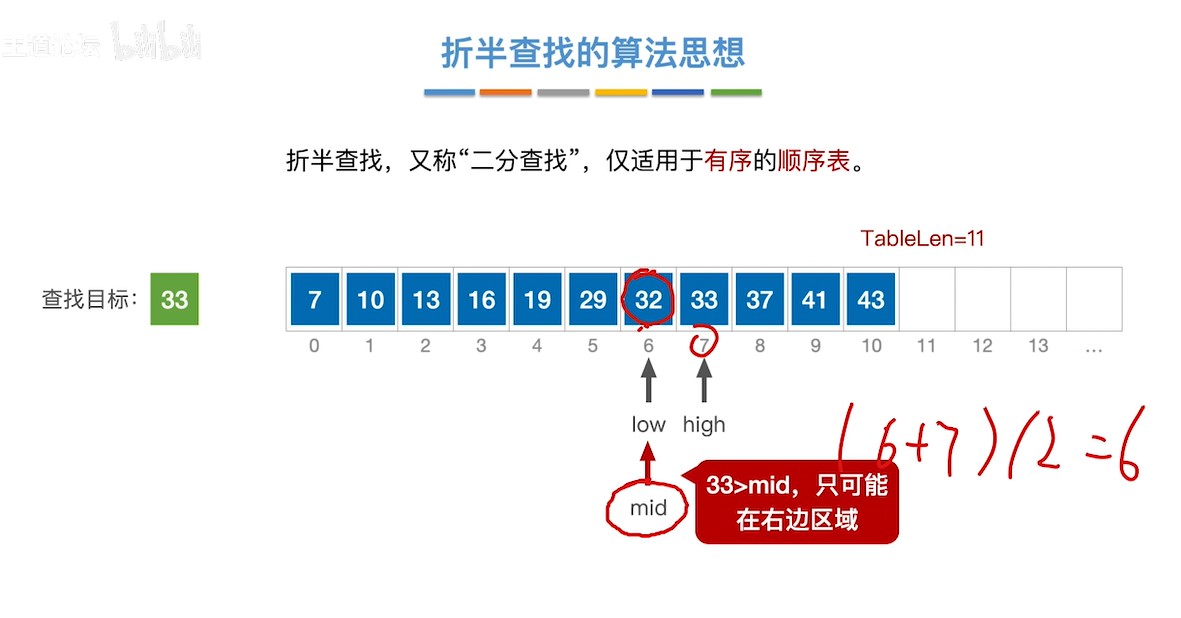 王道论坛 bilibili
折半查找的算法思想
折半查找，又称“二分查找”，仅适用于有序的顺序表。
TableLen=11
查找目标： 33
7 10 13 16 19 29 32 33 37 41 43
0 1 2 3 4 5 6 7 8 9 10 11 12 13 ...
low high
(6+7)/2=6
mid
33>mid，只可能
在右边区域